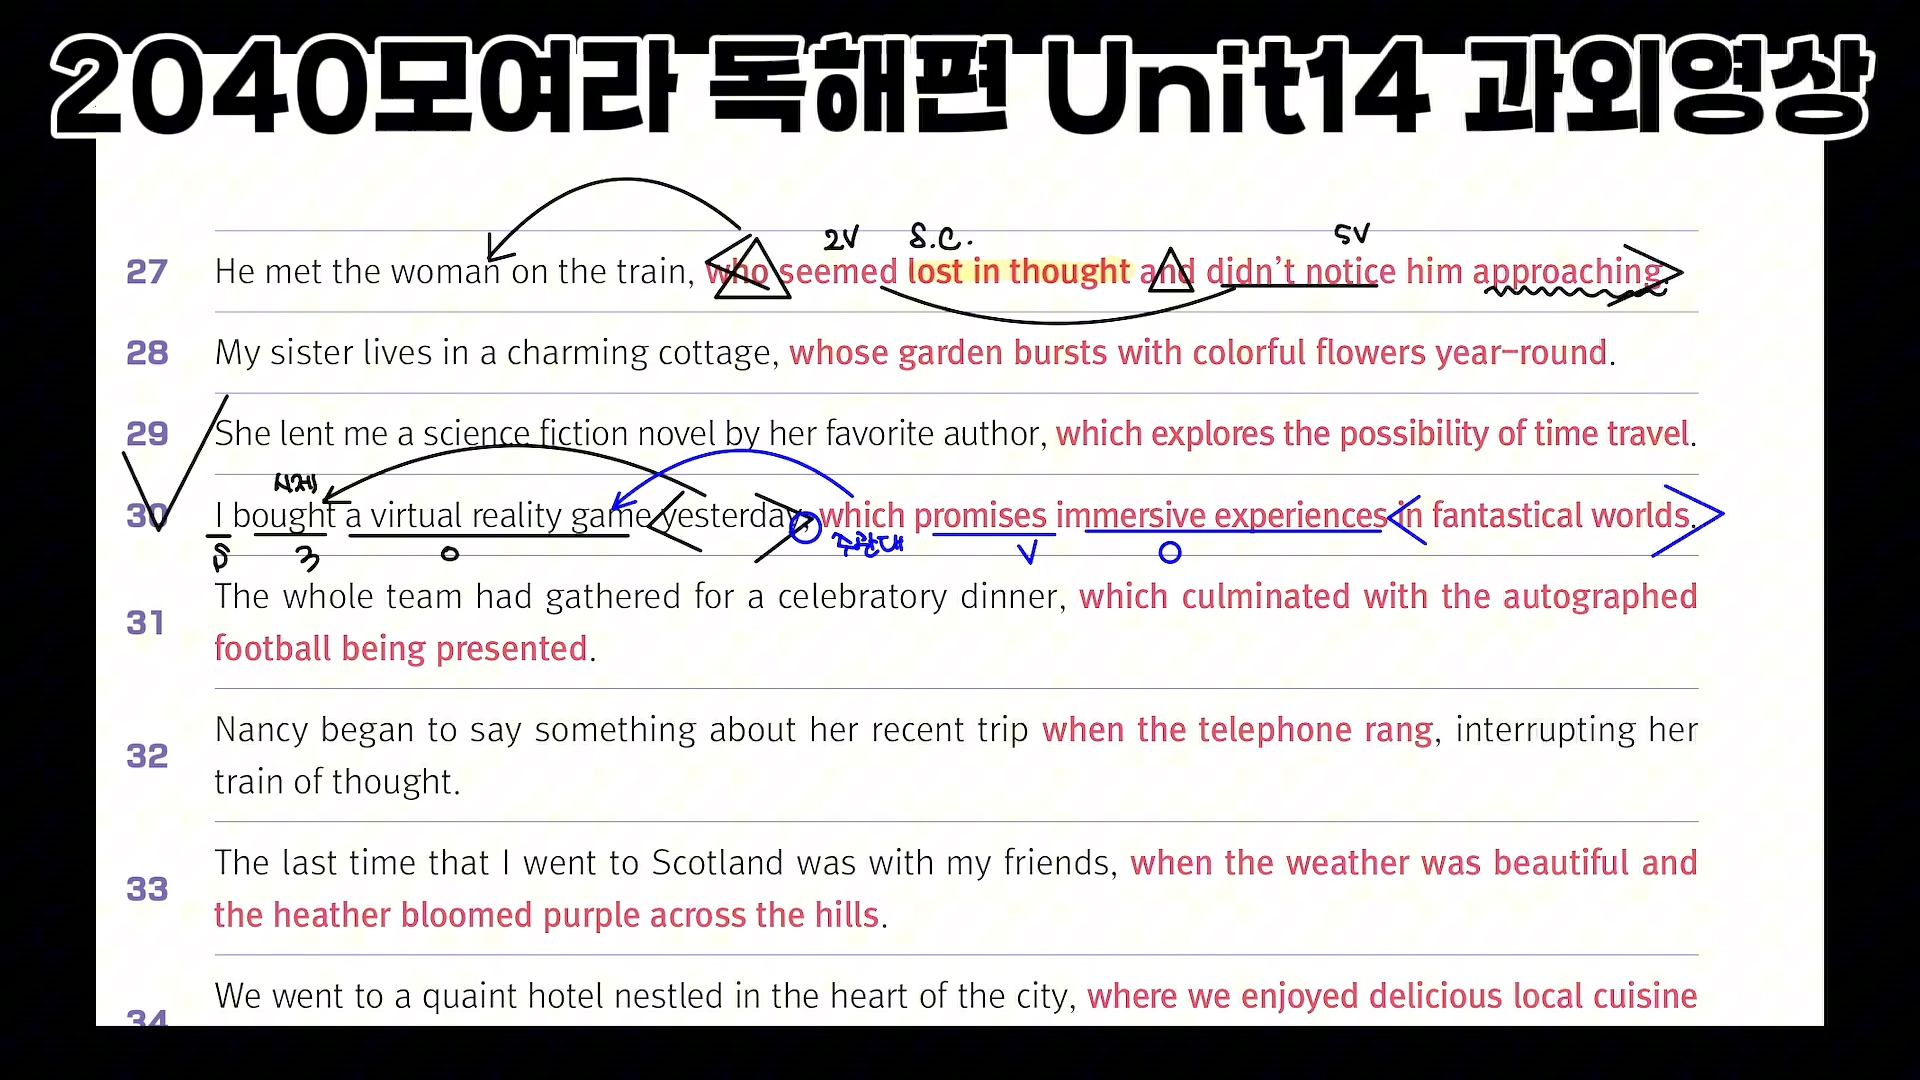 2040모여라 독해편 Unit14 과외영상
2V S.C. 5V
27 He met the woman on the train, who seemed lost in thought and didn't notice him approaching.
28 My sister lives in a charming cottage, whose garden bursts with colorful flowers year-round.
29 She lent me a science fiction novel by her favorite author, which explores the possibility of time travel.
시제
30 I bought a virtual reality game yesterday, which promises immersive experiences in fantastical worlds.
S 3 O 주관대 V O
31 The whole team had gathered for a celebratory dinner, which culminated with the autographed
football being presented.
32 Nancy began to say something about her recent trip when the telephone rang, interrupting her
train of thought.
33 The last time that I went to Scotland was with my friends, when the weather was beautiful and
the heather bloomed purple across the hills.
34 We went to a quaint hotel nestled in the heart of the city, where we enjoyed delicious local cuisine